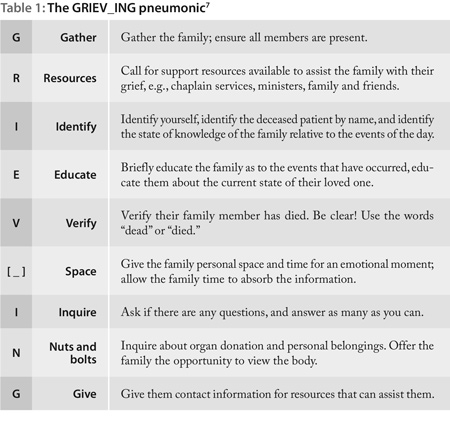 Table 1: The GRIEV_ING pneumonic7
G Gather Gather the family; ensure all members are present.
R Resources Call for support resources available to assist the family with their
grief, e.g., chaplain services, ministers, family and friends.
I Identify Identify yourself, identify the deceased patient by name, and identify
the state of knowledge of the family relative to the events of the day.
E Educate Briefly educate the family as to the events that have occurred, edu-
cate them about the current state of their loved one.
V Verify Verify their family member has died. Be clear! Use the words
“dead” or “died.”
[ _ ] Space Give the family personal space and time for an emotional moment;
allow the family time to absorb the information.
I Inquire Ask if there are any questions, and answer as many as you can.
N Nuts and
bolts Inquire about organ donation and personal belongings. Offer the
family the opportunity to view the body.
G Give Give them contact information for resources that can assist them.